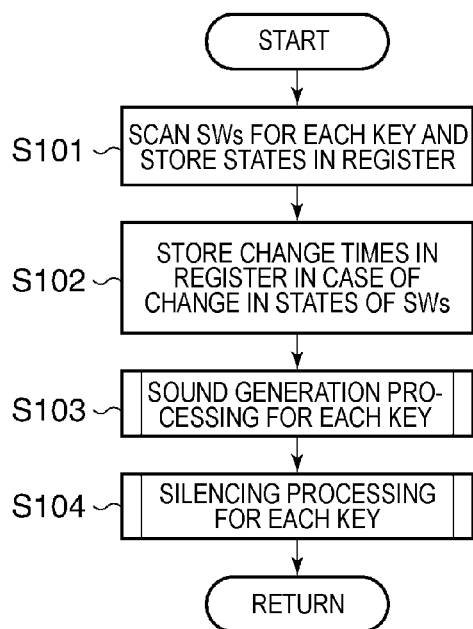 START
S101
SCAN SWs FOR EACH KEY AND
STORE STATES IN REGISTER
S102
STORE CHANGE TIMES IN
REGISTER IN CASE OF
CHANGE IN STATES OF SWs
S103
SOUND GENERATION PRO-
CESSING FOR EACH KEY
S104
SILENCING PROCESSING
FOR EACH KEY
RETURN